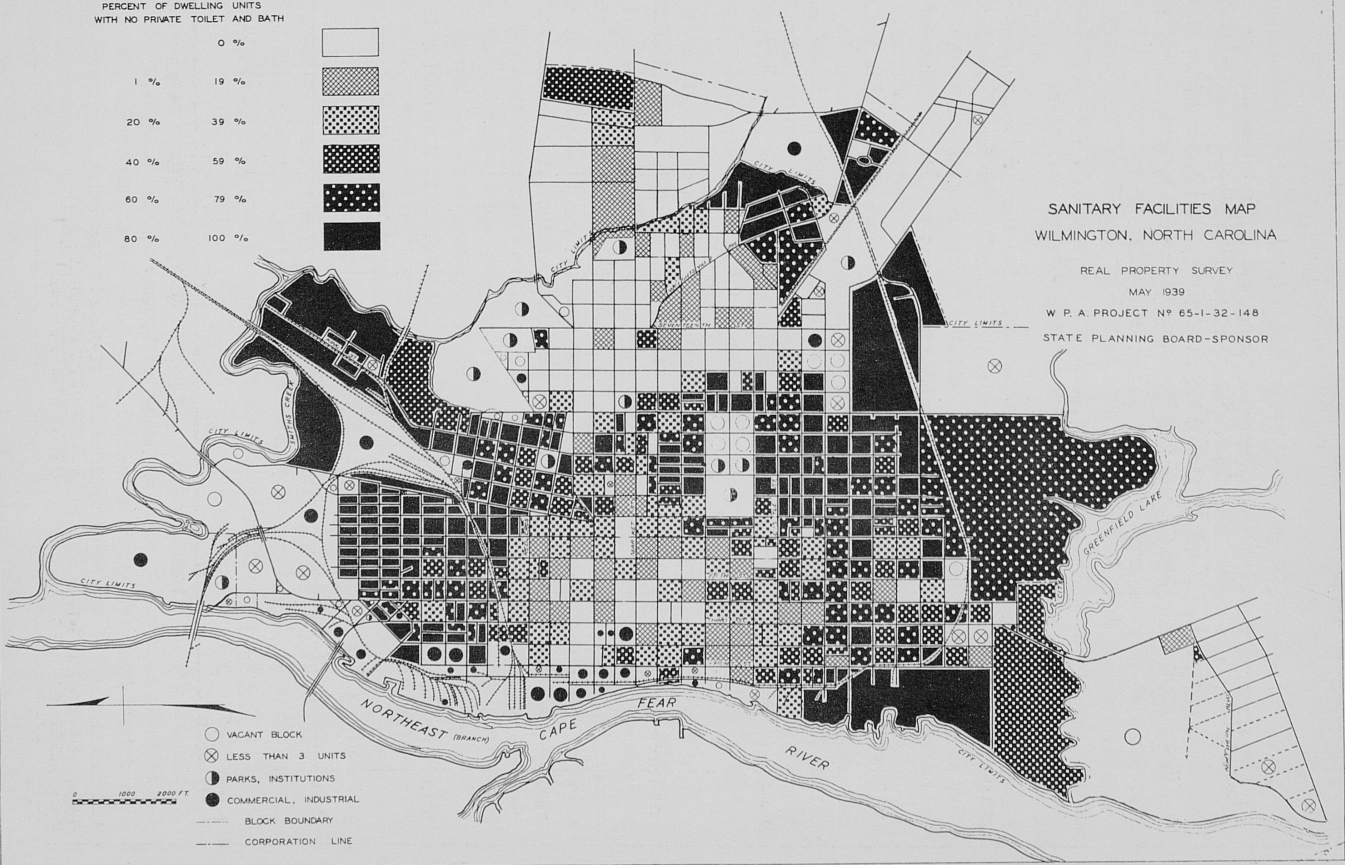 PERCENT OF DWELLING UNITS
WITH NO PRIVATE TOILET AND BATH
0 %
1 % 19 %
20 % 39 %
40 % 59 %
60 % 79 %
80 % 100 %
SANITARY FACILITIES MAP
WILMINGTON, NORTH CAROLINA
REAL PROPERTY SURVEY
MAY 1939
W. P. A. PROJECT Nº 65-1-32-148
STATE PLANNING BOARD-SPONSOR
CITY LIMITS
CITY LIMITS
CITY LIMITS
SEVENTEENTH
CITY LIMITS
SMITHS CREEK
CITY LIMITS
GREENFIELD LAKE
NORTHEAST (BRANCH)
CAPE FEAR RIVER
CITY LIMITS
VACANT BLOCK
LESS THAN 3 UNITS
PARKS, INSTITUTIONS
COMMERCIAL, INDUSTRIAL
BLOCK BOUNDARY
CORPORATION LINE
0 1000 2000 FT.